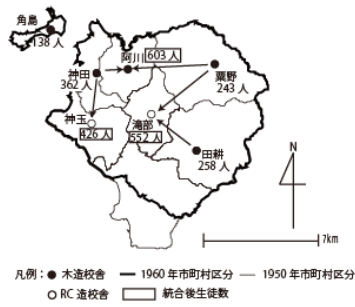 角島
138 人
阿川
603 人
神田
362 人
粟野
243 人
神玉
426 人
滝部
552 人
田耕
258 人
N
7km
凡例:● 木造校舎 ━ 1960 年市町村区分 ─ 1950 年市町村区分
○ RC 造校舎 □ 統合後生徒数